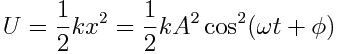 U = \frac{1}{2}kx^2 = \frac{1}{2}kA^2\cos^2(\omega t + \phi)